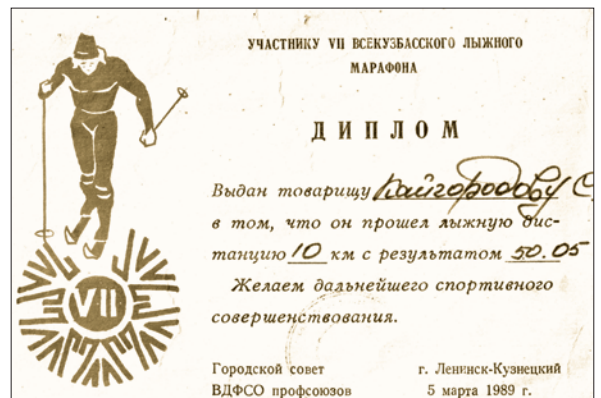 УЧАСТНИКУ VII ВСЕКУЗБАССКОГО ЛЫЖНОГО
МАРАФОНА
ДИПЛОМ
Выдан товарищу Кайгородову С.
в том, что он прошел лыжную дис-
танцию 10 км с результатом 50.05
Желаем дальнейшего спортивного
совершенствования.
VII
Городской совет г. Ленинск-Кузнецкий
ВДФСО профсоюзов 5 марта 1989 г.